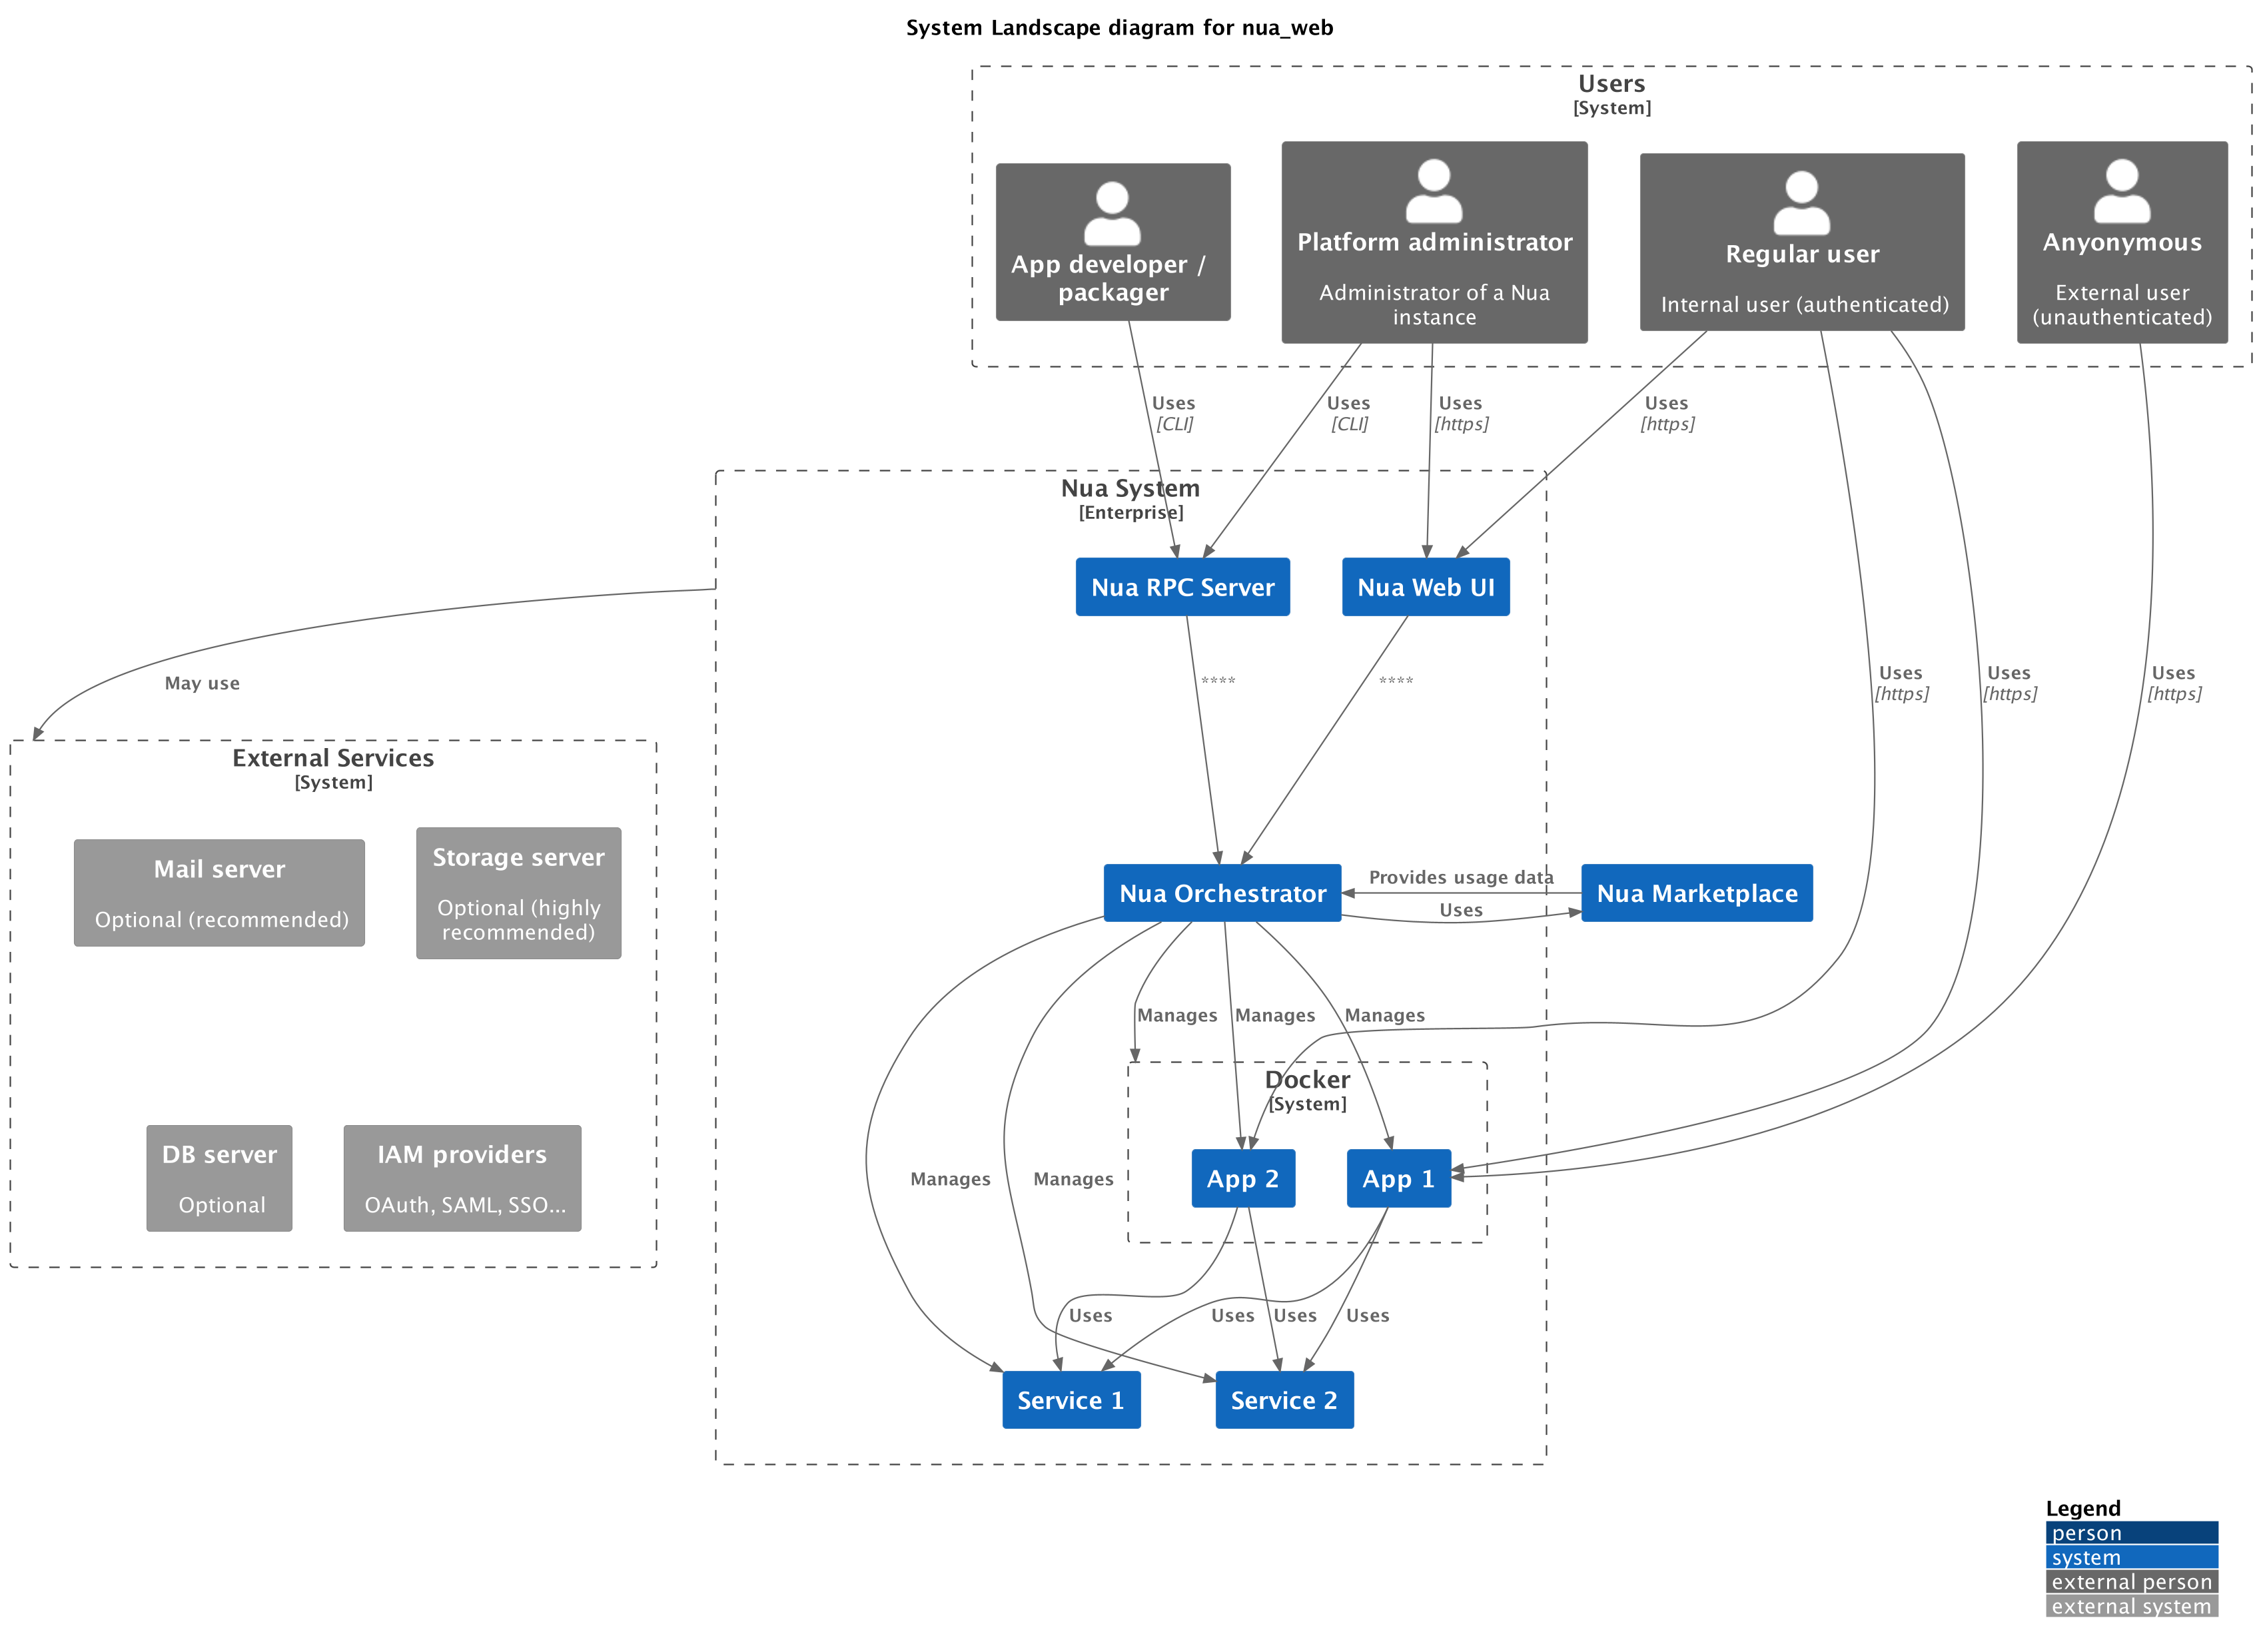 System Landscape diagram for nua_web
Users
[System]
App developer /
packager
Platform administrator
Administrator of a Nua
instance
Regular user
Internal user (authenticated)
Anyonymous
External user
(unauthenticated)
Uses
[CLI]
Uses
[CLI]
Uses
[https]
Uses
[https]
Nua System
[Enterprise]
Nua RPC Server
Nua Web UI
May use
****
****
Uses
[https]
Uses
[https]
Uses
[https]
External Services
[System]
Mail server
Optional (recommended)
Storage server
Optional (highly
recommended)
DB server
Optional
IAM providers
OAuth, SAML, SSO...
Nua Orchestrator
Provides usage data
Uses
Nua Marketplace
Manages
Manages
Manages
Docker
[System]
Manages
Manages
App 2
App 1
Uses
Uses
Uses
Uses
Service 1
Service 2
Legend
person
system
external person
external system